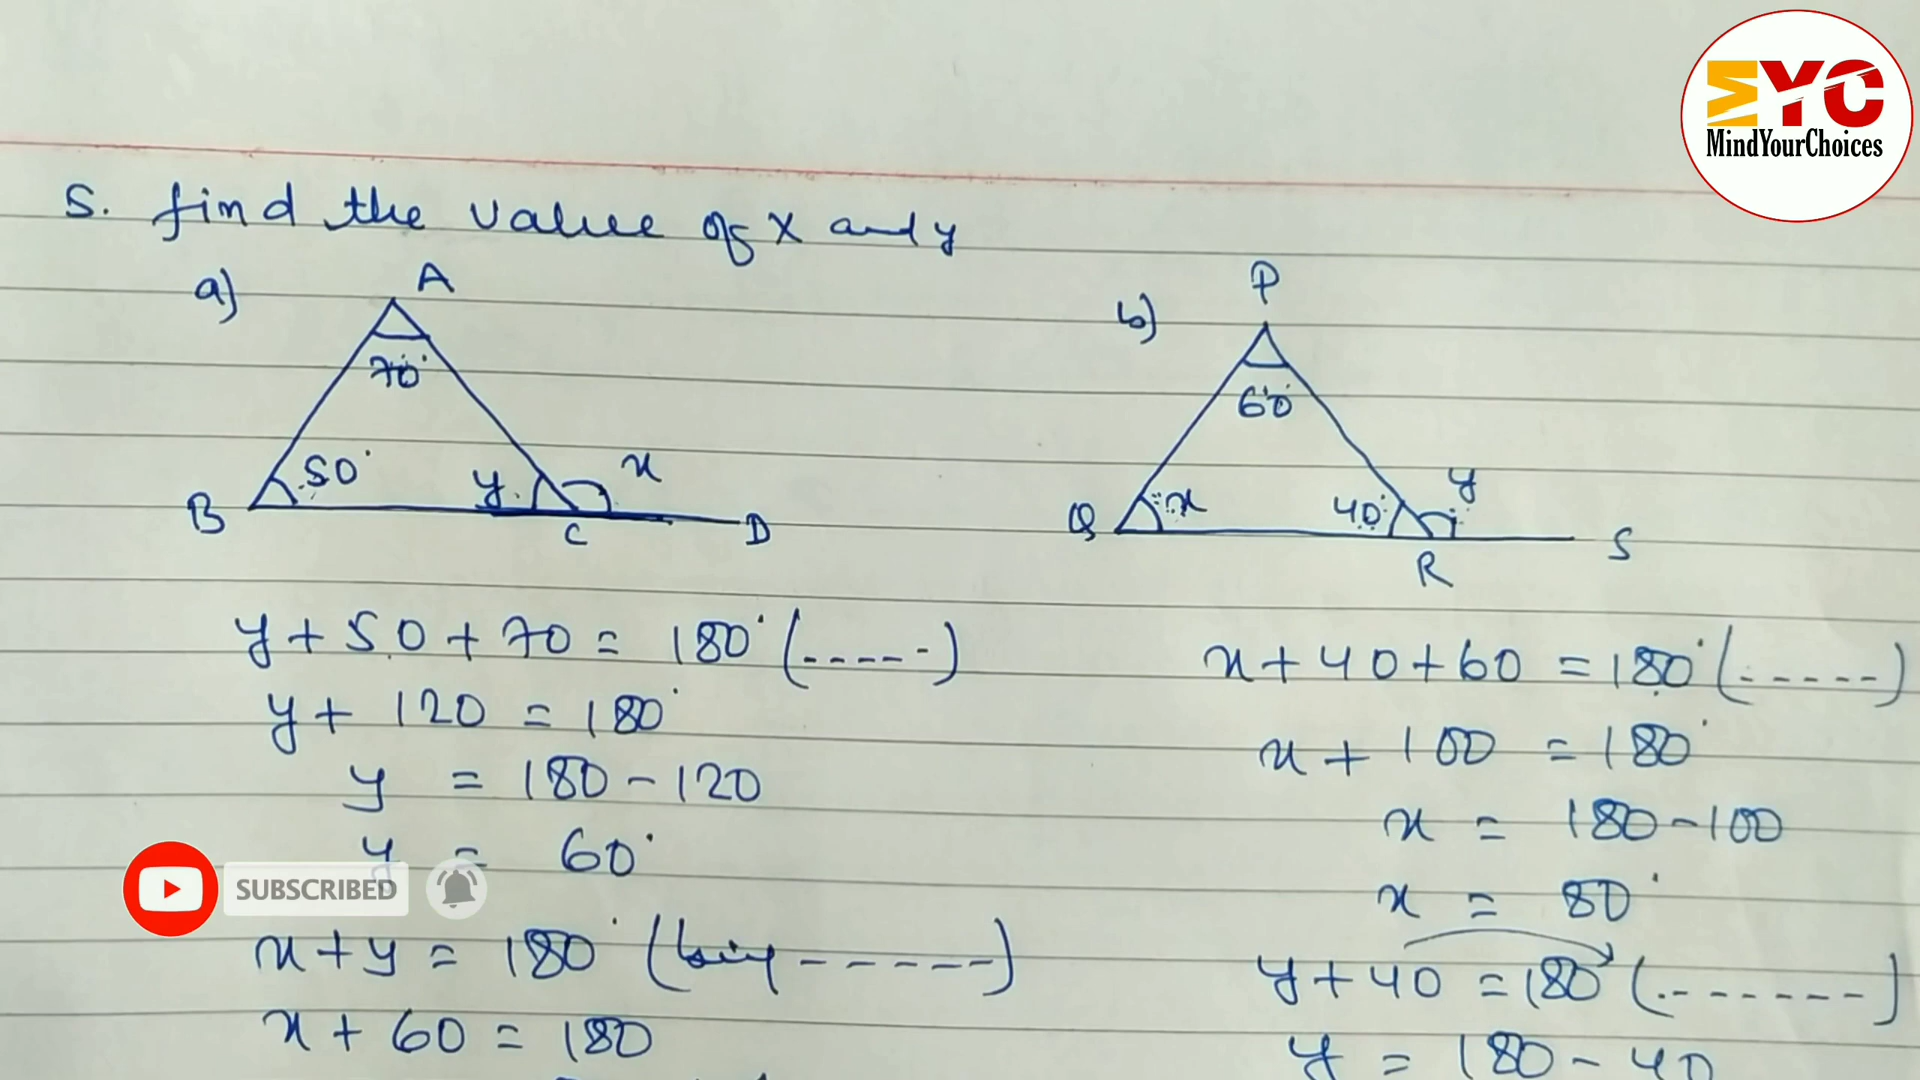 MYC
MindYourChoices
5. find the value of x and y
a)
A
70°
50°
y
x
B
C
D
y + 50 + 70 = 180° (-----)
y + 120 = 180°
y = 180 - 120
y = 60°
SUBSCRIBED
x + y = 180° ( ------)
x + 60 = 180
b)
P
60°
x
40°
y
Q
R
S
x + 40 + 60 = 180° (-----)
x + 100 = 180°
x = 180 - 100
x = 80°
y + 40 = 180° (.------)
y = 180 - 40